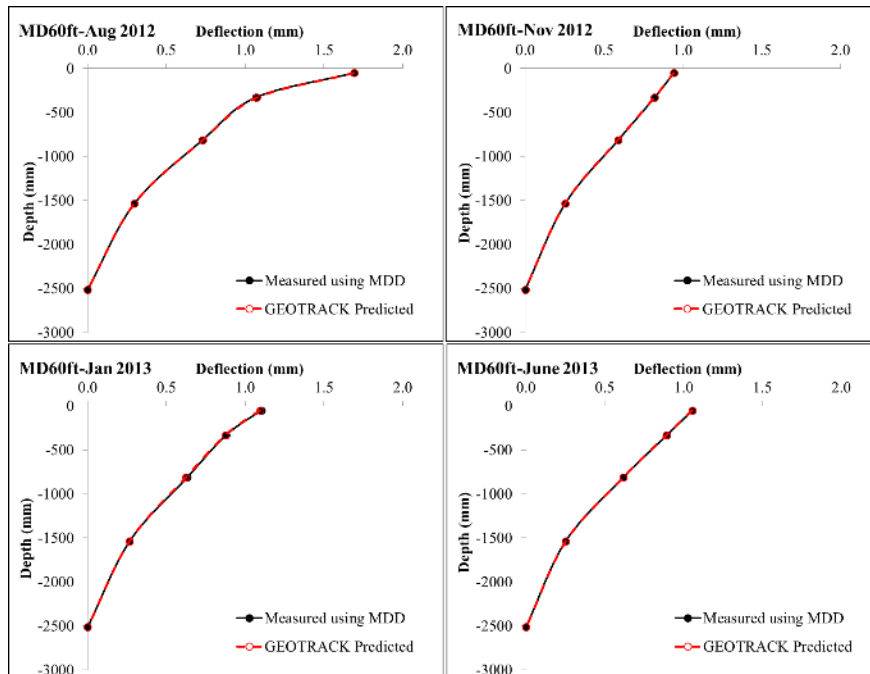 MD60ft-Aug 2012 Deflection (mm)
0.0 0.5 1.0 1.5 2.0
0
-500
-1000
-1500
-2000
-2500
-3000
Depth (mm)
Measured using MDD
GEOTRACK Predicted
MD60ft-Nov 2012 Deflection (mm)
0.0 0.5 1.0 1.5 2.0
0
-500
-1000
-1500
-2000
-2500
-3000
Depth (mm)
Measured using MDD
GEOTRACK Predicted
MD60ft-Jan 2013 Deflection (mm)
0.0 0.5 1.0 1.5 2.0
0
-500
-1000
-1500
-2000
-2500
-3000
Depth (mm)
Measured using MDD
GEOTRACK Predicted
MD60ft-June 2013 Deflection (mm)
0.0 0.5 1.0 1.5 2.0
0
-500
-1000
-1500
-2000
-2500
-3000
Depth (mm)
Measured using MDD
GEOTRACK Predicted